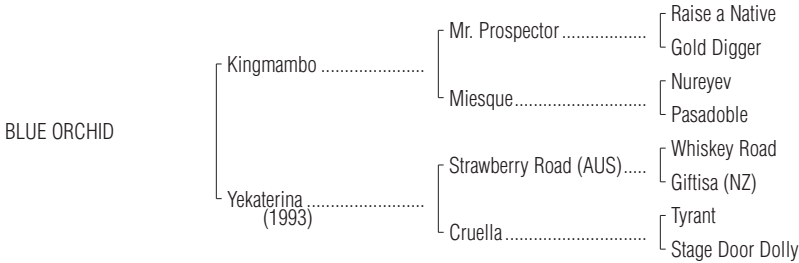 Raise a Native
Mr. Prospector..................
Gold Digger
Kingmambo ......................
Nureyev
Miesque............................
Pasadoble
BLUE ORCHID
Whiskey Road
Strawberry Road (AUS).....
Giftisa (NZ)
Yekaterina .........................
(1993)
Tyrant
Cruella..............................
Stage Door Dolly